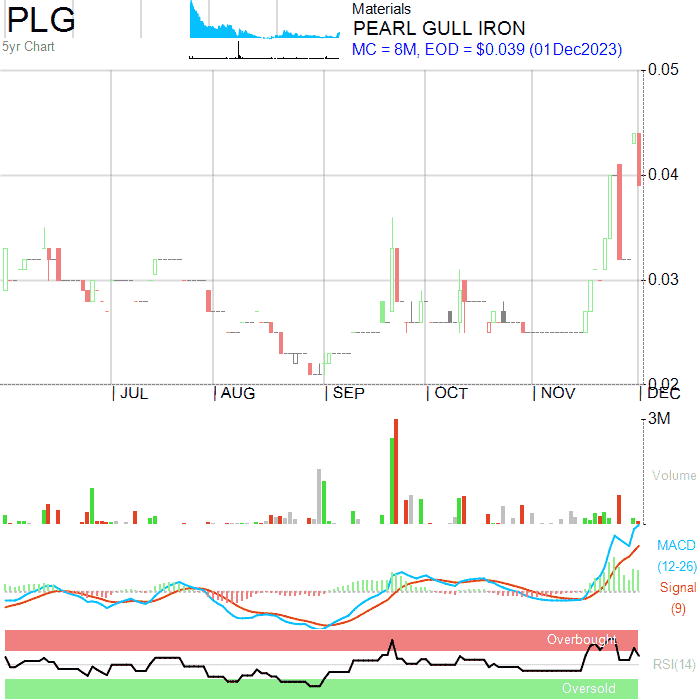 PLG
5yr Chart
Materials
PEARL GULL IRON
MC = 8M, EOD = $0.039 (01Dec2023)
0.05
0.04
0.03
0.02
JUL AUG SEP OCT NOV DEC
3M
Volume
MACD
(12-26)
Signal
(9)
Overbought
RSI(14)
Oversold